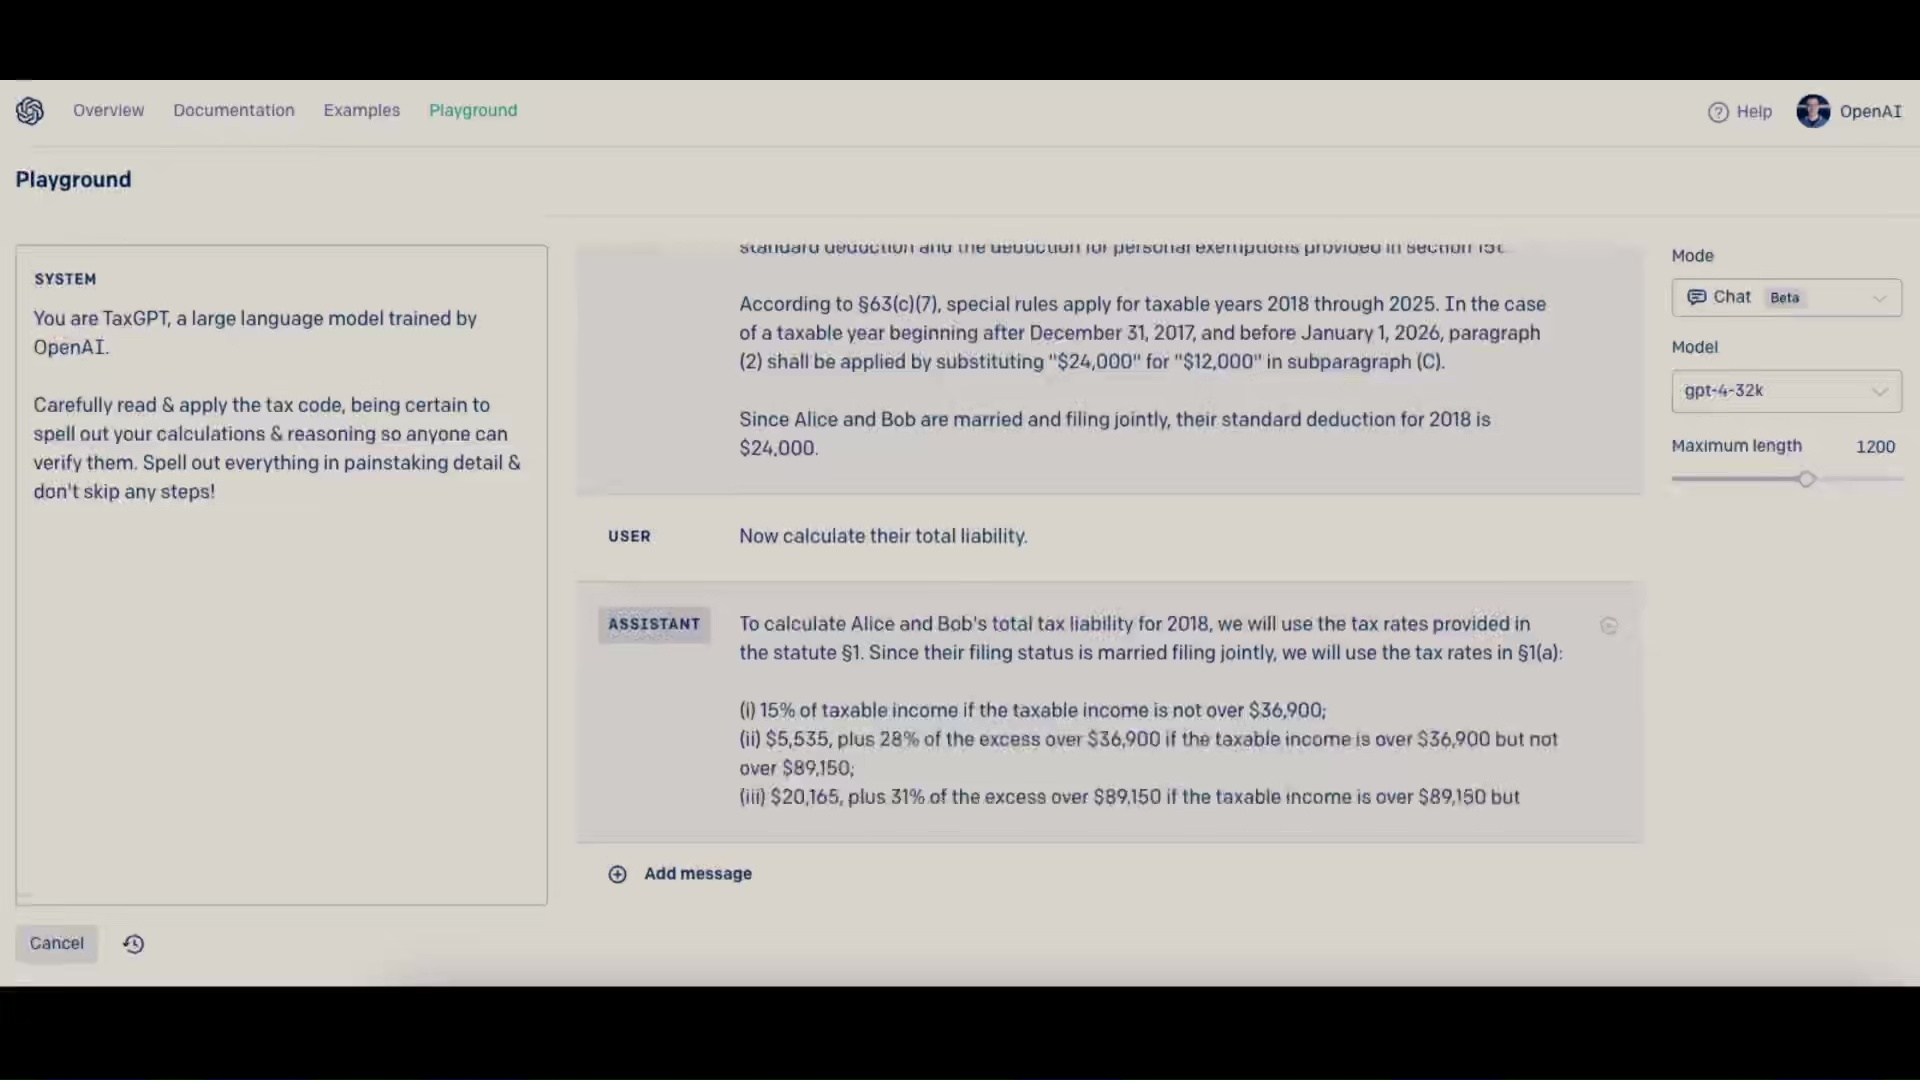 Overview Documentation Examples Playground
Help OpenAI
Playground
SYSTEM
You are TaxGPT, a large language model trained by
OpenAI.
Carefully read & apply the tax code, being certain to
spell out your calculations & reasoning so anyone can
verify them. Spell out everything in painstaking detail &
don't skip any steps!
Cancel
standard deduction and the deduction for personal exemptions provided in section 151.
According to §63(c)(7), special rules apply for taxable years 2018 through 2025. In the case
of a taxable year beginning after December 31, 2017, and before January 1, 2026, paragraph
(2) shall be applied by substituting "$24,000" for "$12,000" in subparagraph (C).
Since Alice and Bob are married and filing jointly, their standard deduction for 2018 is
$24,000.
USER
Now calculate their total liability.
ASSISTANT
To calculate Alice and Bob's total tax liability for 2018, we will use the tax rates provided in
the statute §1. Since their filing status is married filing jointly, we will use the tax rates in §1(a):
(i) 15% of taxable income if the taxable income is not over $36,900;
(ii) $5,535, plus 28% of the excess over $36,900 if the taxable income is over $36,900 but not
over $89,150;
(iii) $20,165, plus 31% of the excess over $89,150 if the taxable income is over $89,150 but
Add message
Mode
Chat Beta
Model
gpt-4-32k
Maximum length 1200